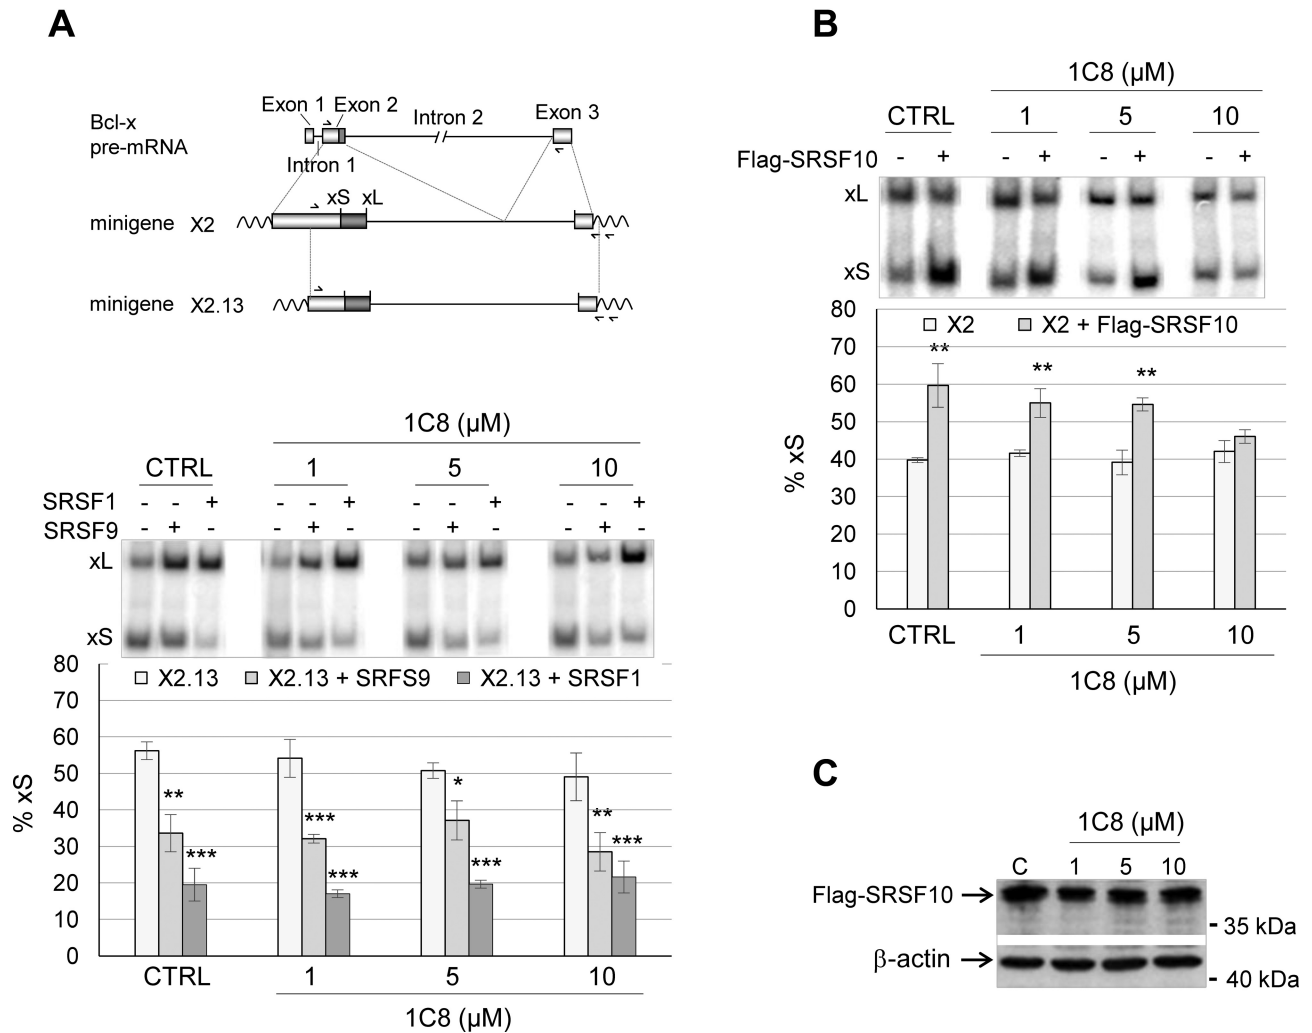 A
Exon 1 Exon 2 Intron 2 Exon 3
Bcl-x
pre-mRNA
Intron 1
xS xL
minigene X2
minigene X2.13
1C8 (µM)
CTRL 1 5 10
SRSF1 - - + - - + - - + - - +
SRSF9 - + - - + - - + - - + -
xL
xS
80
X2.13 X2.13 + SRFS9 X2.13 + SRSF1
70
60
50
40
30
20
10
0
% xS
** *** *** *** * *** ** ***
CTRL 1 5 10
1C8 (µM)
B
1C8 (µM)
CTRL 1 5 10
Flag-SRSF10 - + - + - + - +
xL
xS
80
X2 X2 + Flag-SRSF10
70
60
50
40
30
20
10
0
% xS
** ** **
CTRL 1 5 10
1C8 (µM)
C
1C8 (µM)
C 1 5 10
Flag-SRSF10
- 35 kDa
β-actin
- 40 kDa